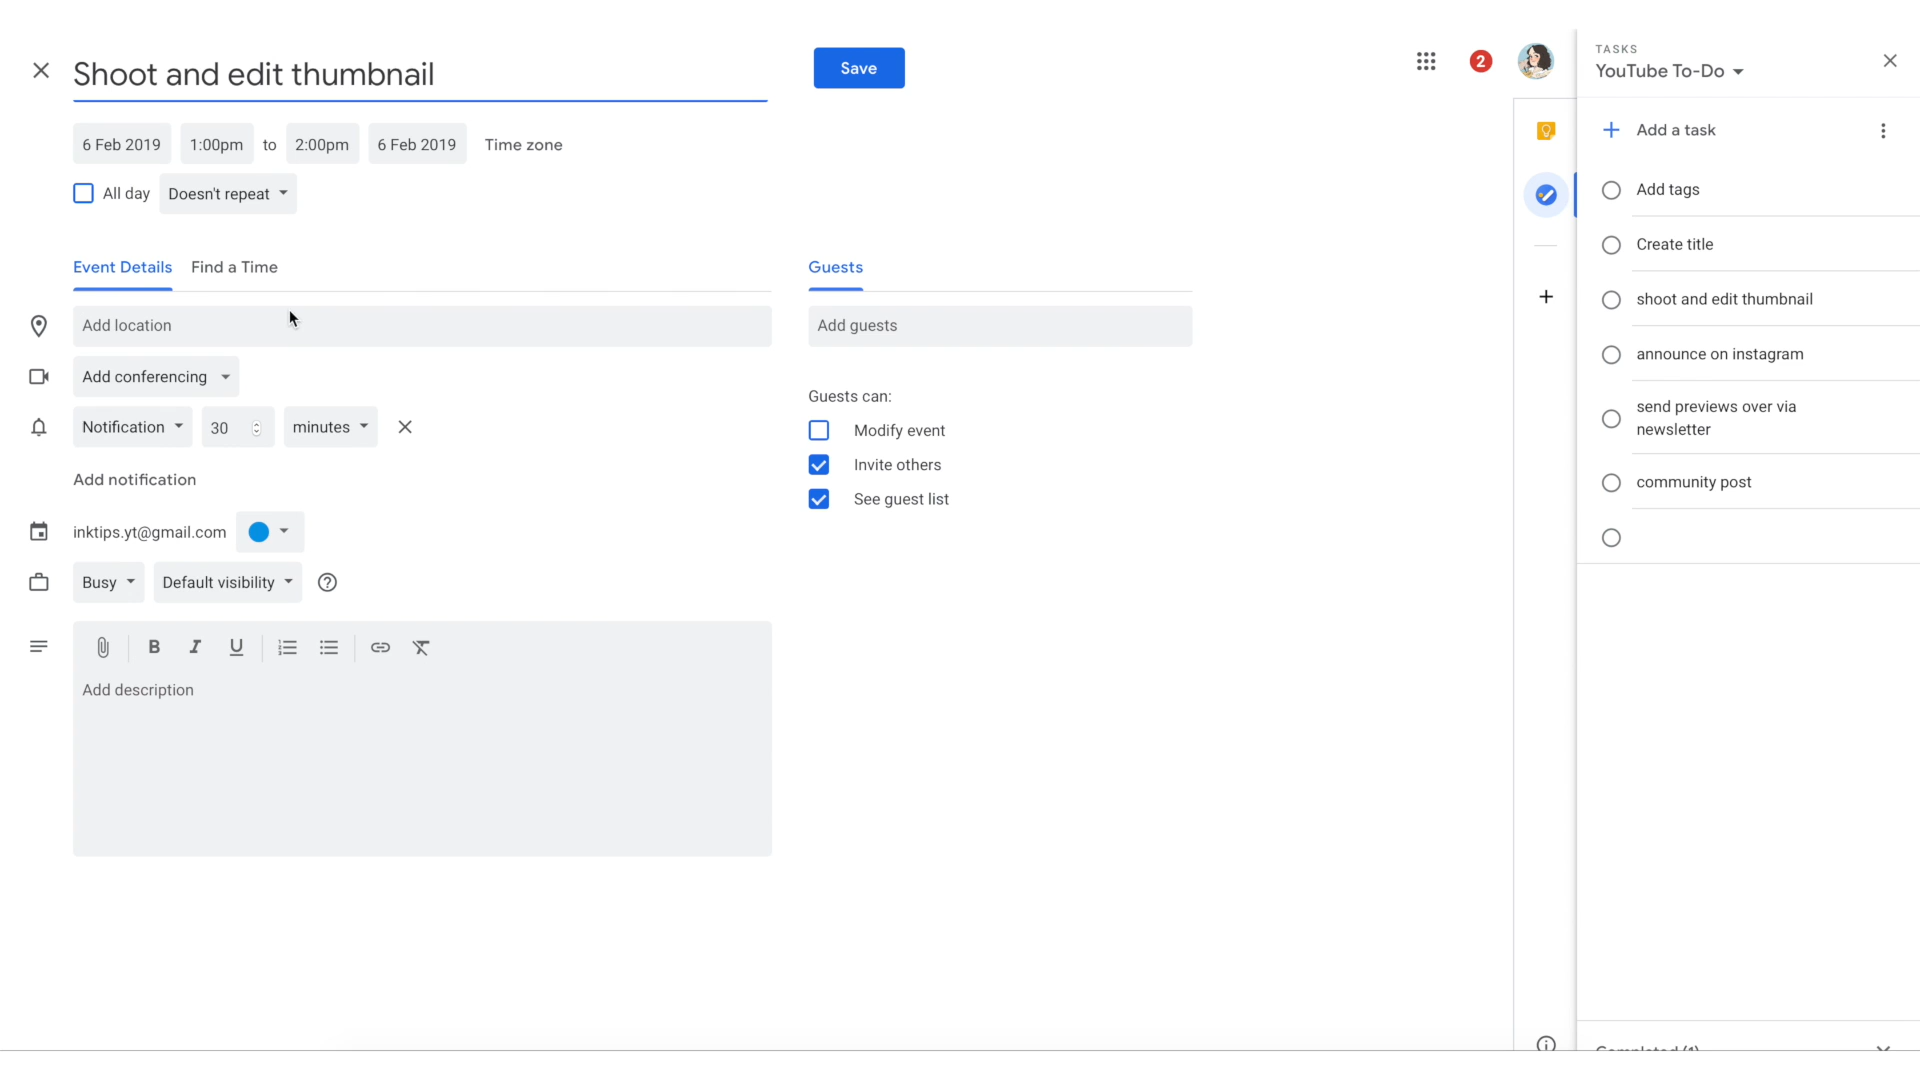 Shoot and edit thumbnail
Save
2
6 Feb 2019 1:00pm to 2:00pm 6 Feb 2019 Time zone
All day Doesn't repeat
Event Details Find a Time
Add location
Add conferencing
Notification 30 minutes
Add notification
inktips.yt@gmail.com
Busy Default visibility
B I U
Add description
Guests
Add guests
Guests can:
Modify event
Invite others
See guest list
TASKS
YouTube To-Do
Add a task
Add tags
Create title
shoot and edit thumbnail
announce on instagram
send previews over via
newsletter
community post
Completed (1)